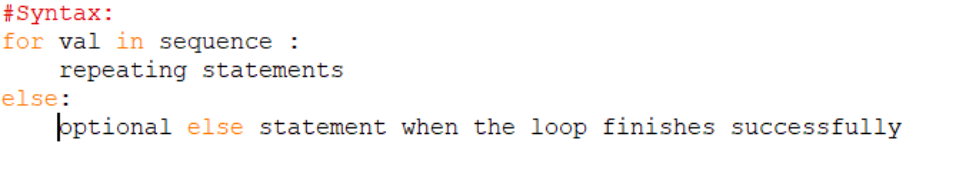 #Syntax:
for val in sequence :
    repeating statements
else:
    optional else statement when the loop finishes successfully